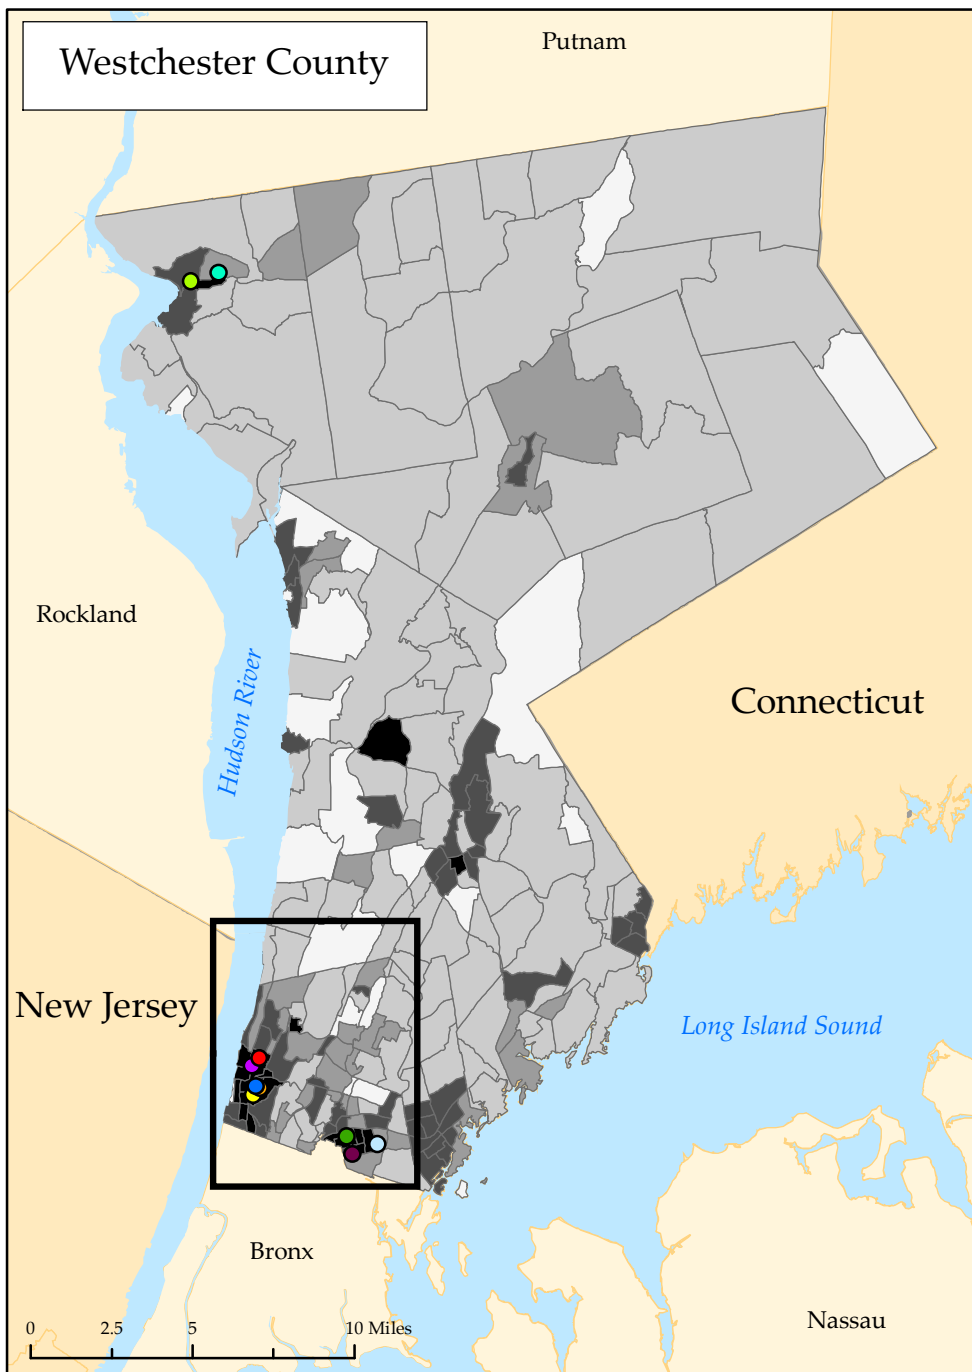 Westchester County
Putnam
Rockland
Hudson River
Connecticut
New Jersey
Long Island Sound
Bronx
Nassau
0 2.5 5 10 Miles